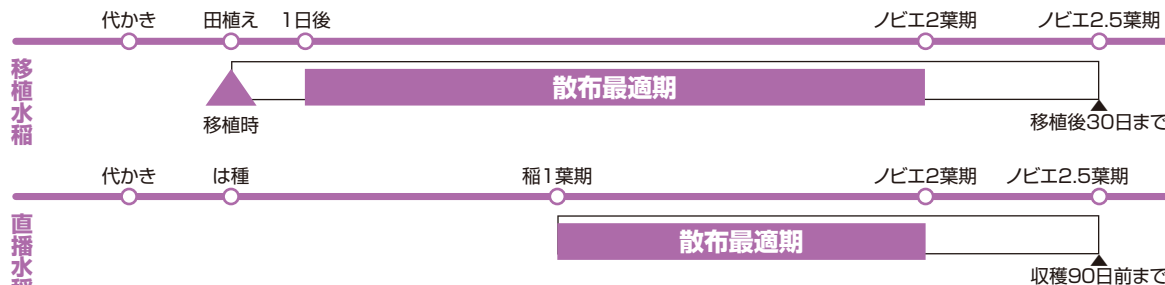 代かき 田植え 1日後 ノビエ2葉期 ノビエ2.5葉期
移植水稲
散布最適期
移植時
移植後30日まで
代かき は種 稲1葉期 ノビエ2葉期 ノビエ2.5葉期
直播水稲
散布最適期
収穫90日前まで